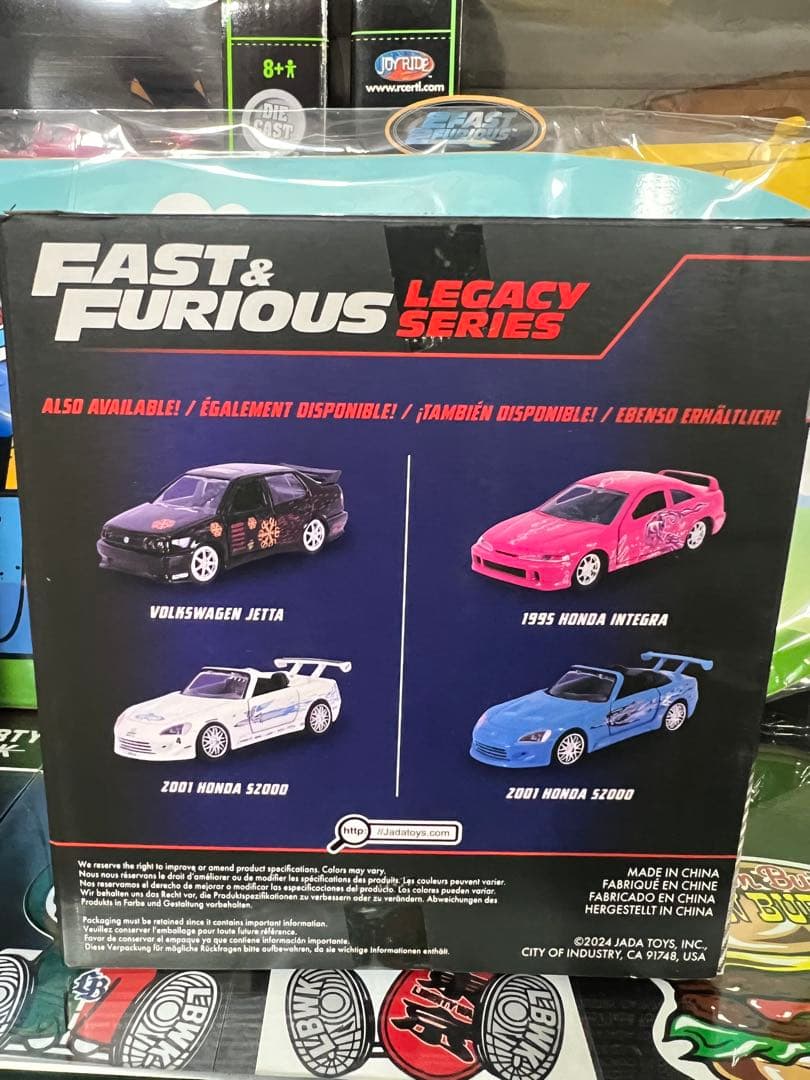 8+
JOYRIDE
www.rcertl.com
DIE
CAST
FAST
FURIOUS
FAST &
FURIOUS
LEGACY
SERIES
ALSO AVAILABLE! / ÉGALEMENT DISPONIBLE! / ¡TAMBIÉN DISPONIBLE! / EBENSO ERHÄLTLICH!
VOLKSWAGEN JETTA
1995 HONDA INTEGRA
2001 HONDA S2000
2001 HONDA S2000
http: //Jadatoys.com
We reserve the right to improve or amend product specifications. Colors may vary.
Nous nous réservons le droit d'améliorer ou de modifier les spécifications des produits. Les couleurs peuvent varier.
Nos reservamos el derecho de mejorar o modificar las especificaciones del producto. Los colores pueden variar.
Wir behalten uns das Recht vor, die Produktspezifikationen zu verbessern oder zu verändern. Abweichungen des
Produkts in Farbe und Gestaltung vorbehalten.
Packaging must be retained since it contains important information.
Veuillez conserver l'emballage pour toute future référence.
Favor de conservar el empaque ya que contiene información importante.
Diese Verpackung für mögliche Rückfragen bitte aufbewahren, da sie wichtige Informationen enthält.
MADE IN CHINA
FABRIQUÉ EN CHINE
FABRICADO EN CHINA
HERGESTELLT IN CHINA
©2024 JADA TOYS, INC.,
CITY OF INDUSTRY, CA 91748, USA
LBWK
LBWK
LBWK